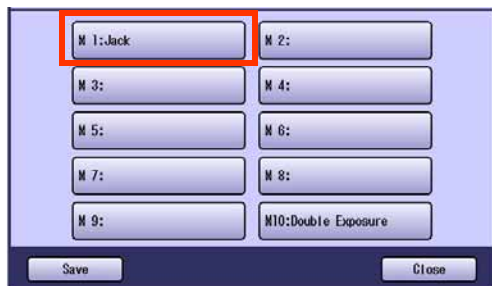 M 1:Jack
M 2:
M 3:
M 4:
M 5:
M 6:
M 7:
M 8:
M 9:
M10:Double Exposure
Save
Close